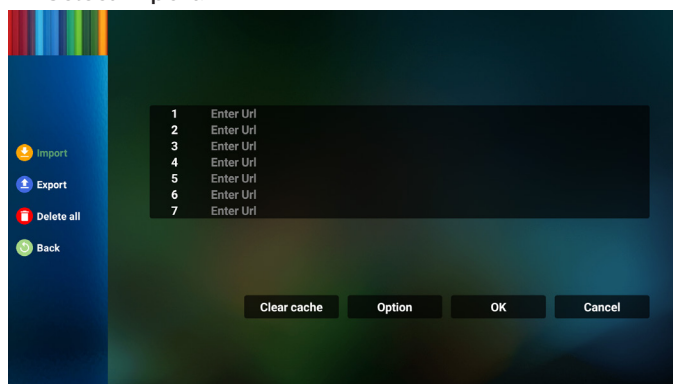 Import
Export
Delete all
Back
1 Enter Url
2 Enter Url
3 Enter Url
4 Enter Url
5 Enter Url
6 Enter Url
7 Enter Url
Clear cache Option OK Cancel